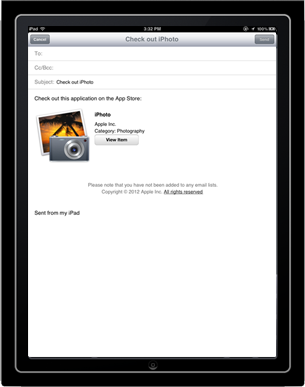 iPad 3:32 PM 100%
Cancel Check out iPhoto Send
To:
Cc/Bcc:
Subject: Check out iPhoto
Check out this application on the App Store:
iPhoto
Apple Inc.
Category: Photography
View Item
Please note that you have not been added to any email lists.
Copyright © 2012 Apple Inc. All rights reserved
Sent from my iPad